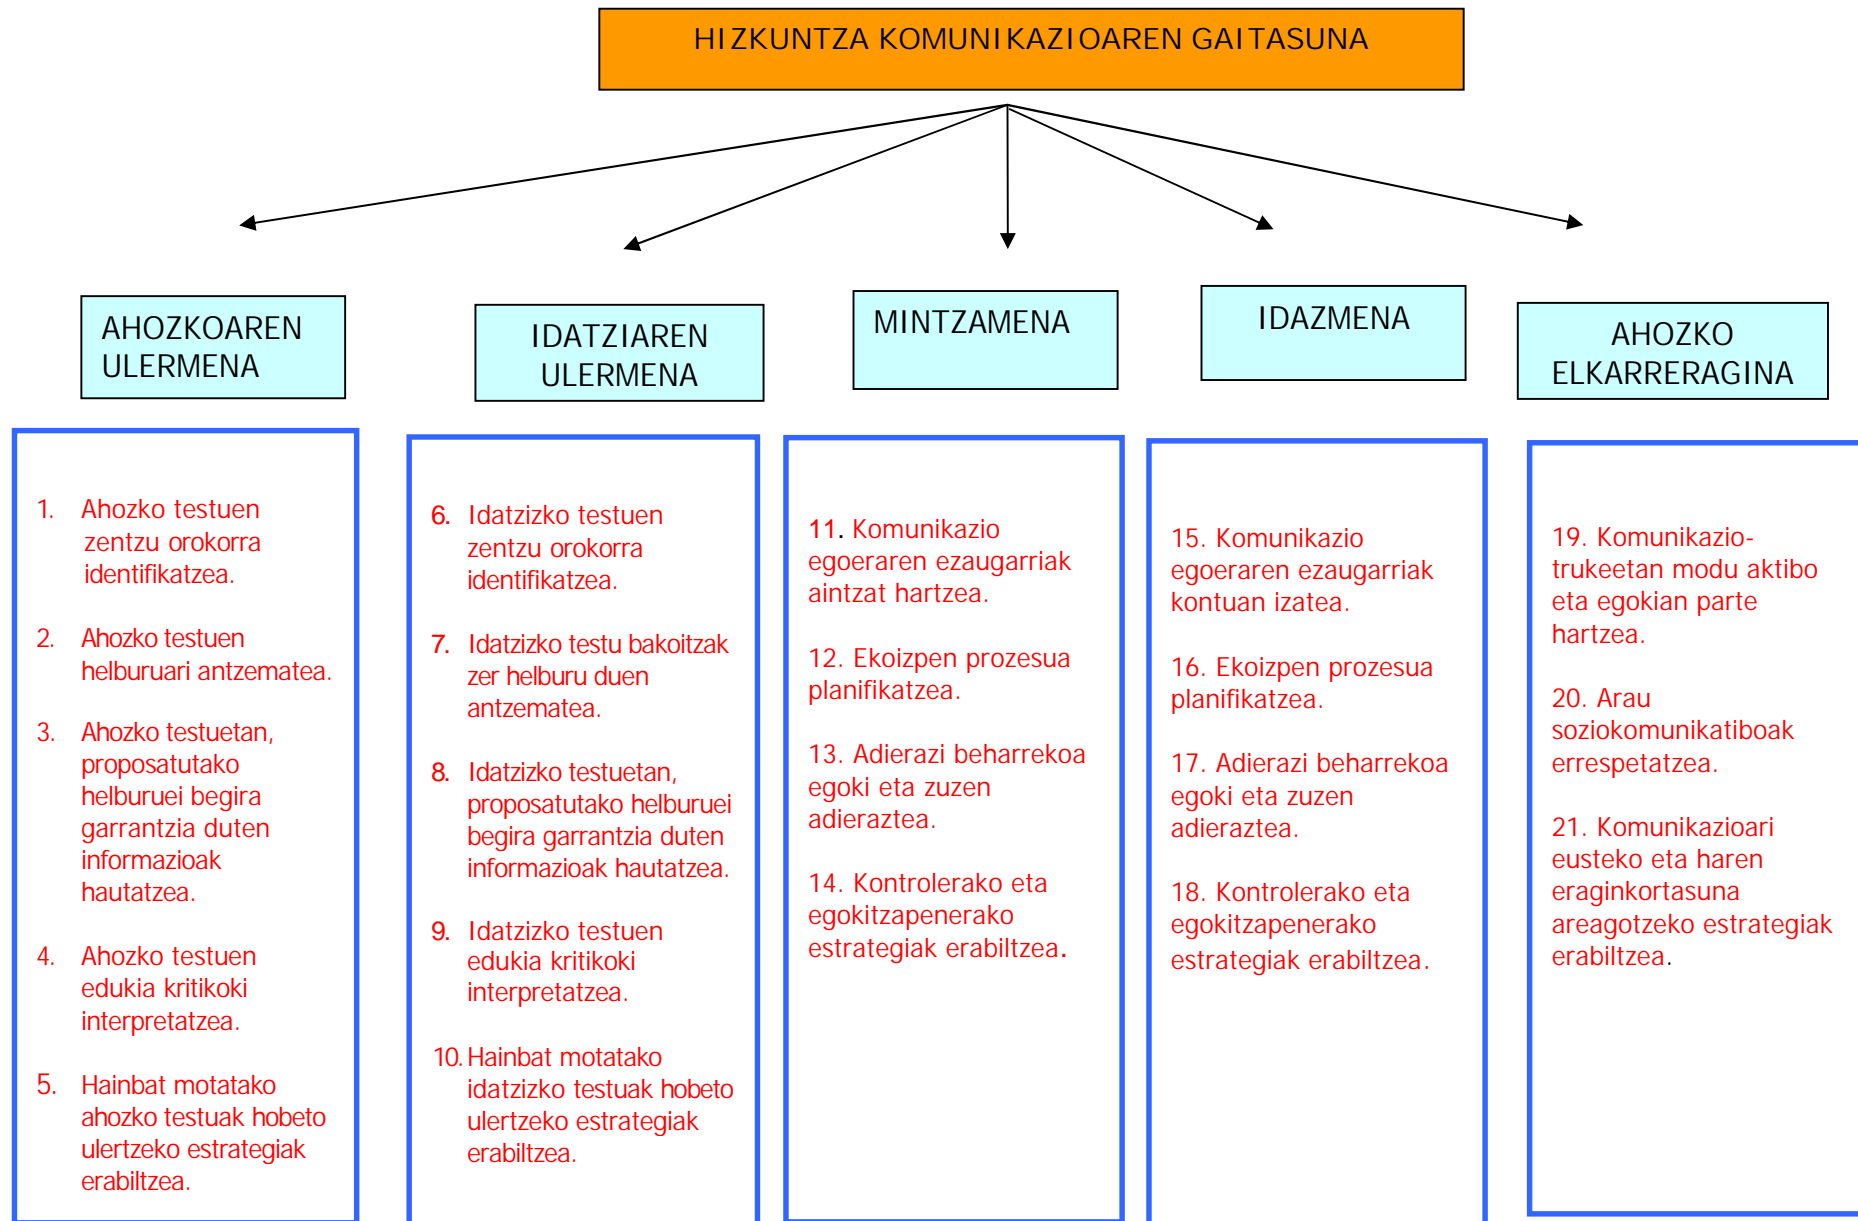 HIZKUNTZA KOMUNIKAZIOAREN GAITASUNA
AHOZKOAREN
ULERMENA
IDATZIAREN
ULERMENA
MINTZAMENA
IDAZMENA
AHOZKO
ELKARRERAGINA
1. Ahozko testuen
zentzu orokorra
identifikatzea.
2. Ahozko testuen
helburuari antzematea.
3. Ahozko testuetan,
proposatutako
helburuei begira
garrantzia duten
informazioak
hautatzea.
4. Ahozko testuen
edukia kritikoki
interpretatzea.
5. Hainbat motatako
ahozko testuak hobeto
ulertzeko estrategiak
erabiltzea.
6. Idatzizko testuen
zentzu orokorra
identifikatzea.
7. Idatzizko testu bakoitzak
zer helburu duen
antzematea.
8. Idatzizko testuetan,
proposatutako helburuei
begira garrantzia duten
informazioak hautatzea.
9. Idatzizko testuen
edukia kritikoki
interpretatzea.
10. Hainbat motatako
idatzizko testuak hobeto
ulertzeko estrategiak
erabiltzea.
11. Komunikazio
egoeraren ezaugarriak
aintzat hartzea.
12. Ekoizpen prozesua
planifikatzea.
13. Adierazi beharrekoa
egoki eta zuzen
adieraztea.
14. Kontrolerako eta
egokitzapenerako
estrategiak erabiltzea.
15. Komunikazio
egoeraren ezaugarriak
kontuan izatea.
16. Ekoizpen prozesua
planifikatzea.
17. Adierazi beharrekoa
egoki eta zuzen
adieraztea.
18. Kontrolerako eta
egokitzapenerako
estrategiak erabiltzea.
19. Komunikazio-
trukeetan modu aktibo
eta egokian parte
hartzea.
20. Arau
soziokomunikatiboak
errespetatzea.
21. Komunikazioari
eusteko eta haren
eraginkortasuna
areagotzeko estrategiak
erabiltzea.